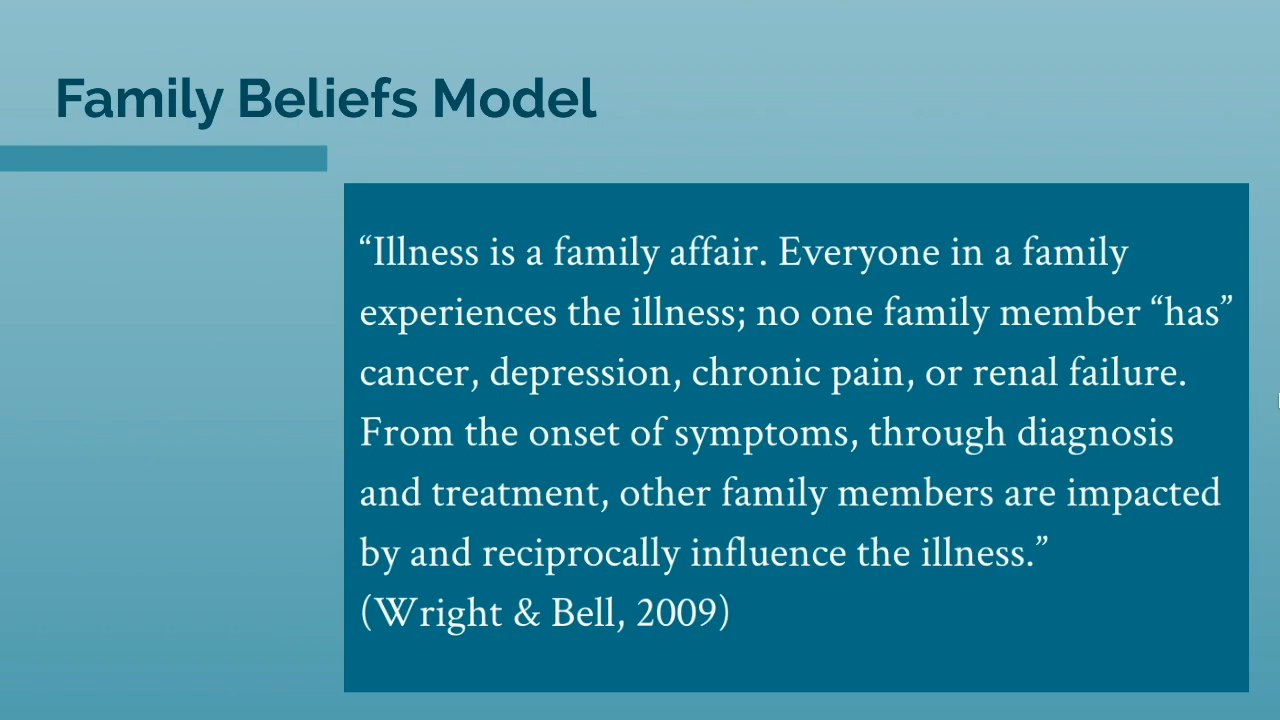 Family Beliefs Model
“Illness is a family affair. Everyone in a family
experiences the illness; no one family member “has”
cancer, depression, chronic pain, or renal failure.
From the onset of symptoms, through diagnosis
and treatment, other family members are impacted
by and reciprocally influence the illness.”
(Wright & Bell, 2009)